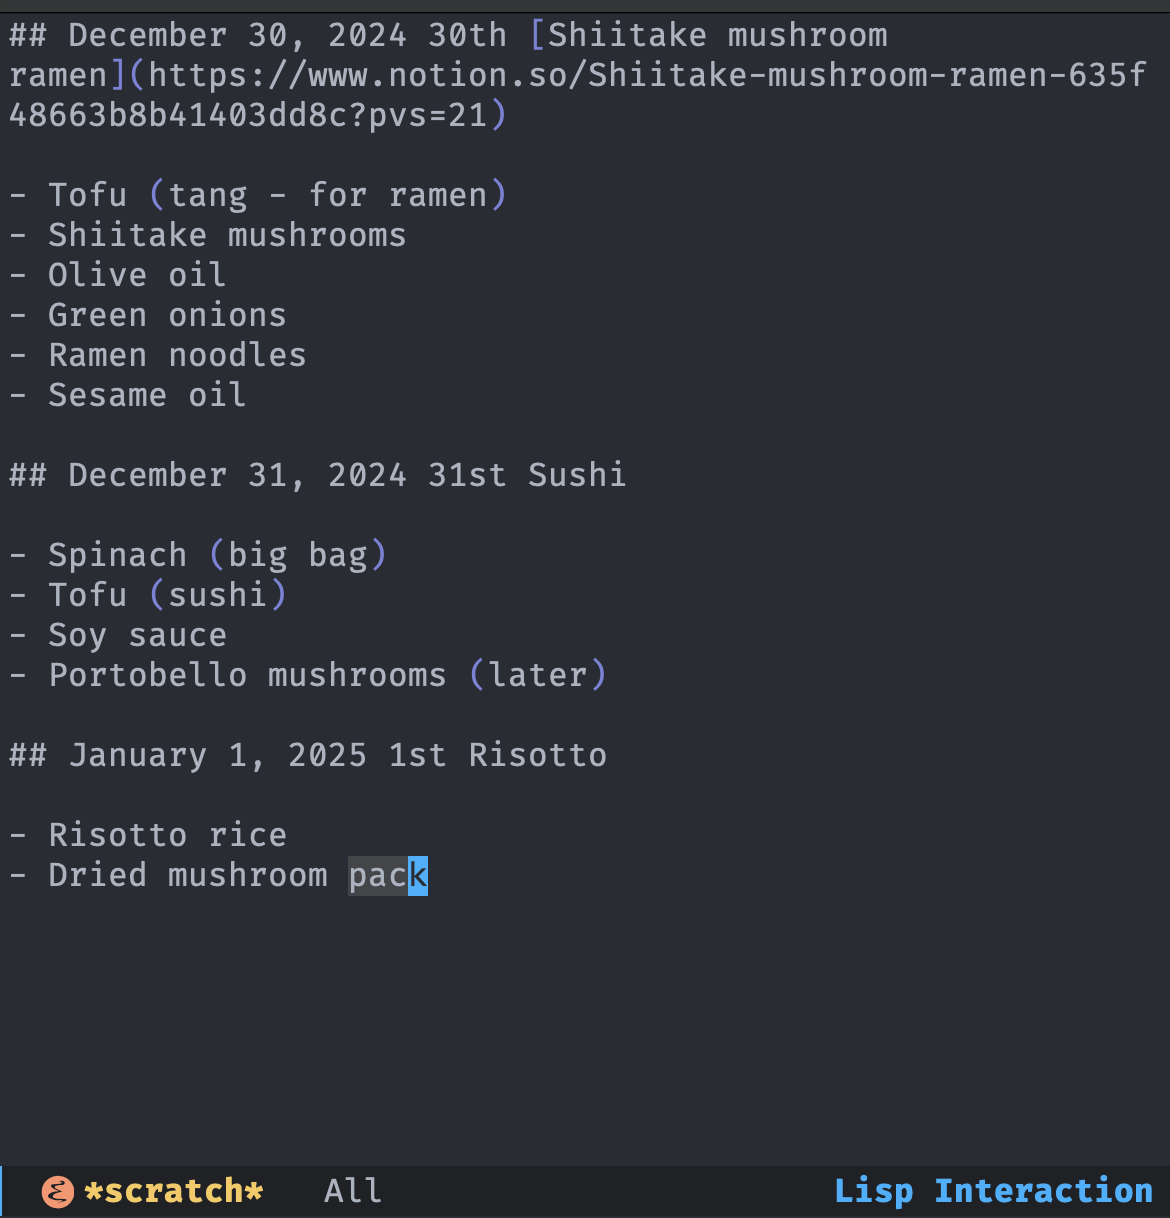 ## December 30, 2024 30th [Shiitake mushroom
ramen](https://www.notion.so/Shiitake-mushroom-ramen-635f
48663b8b41403dd8c?pvs=21)
- Tofu (tang - for ramen)
- Shiitake mushrooms
- Olive oil
- Green onions
- Ramen noodles
- Sesame oil
## December 31, 2024 31st Sushi
- Spinach (big bag)
- Tofu (sushi)
- Soy sauce
- Portobello mushrooms (later)
## January 1, 2025 1st Risotto
- Risotto rice
- Dried mushroom pack
*scratch* All Lisp Interaction